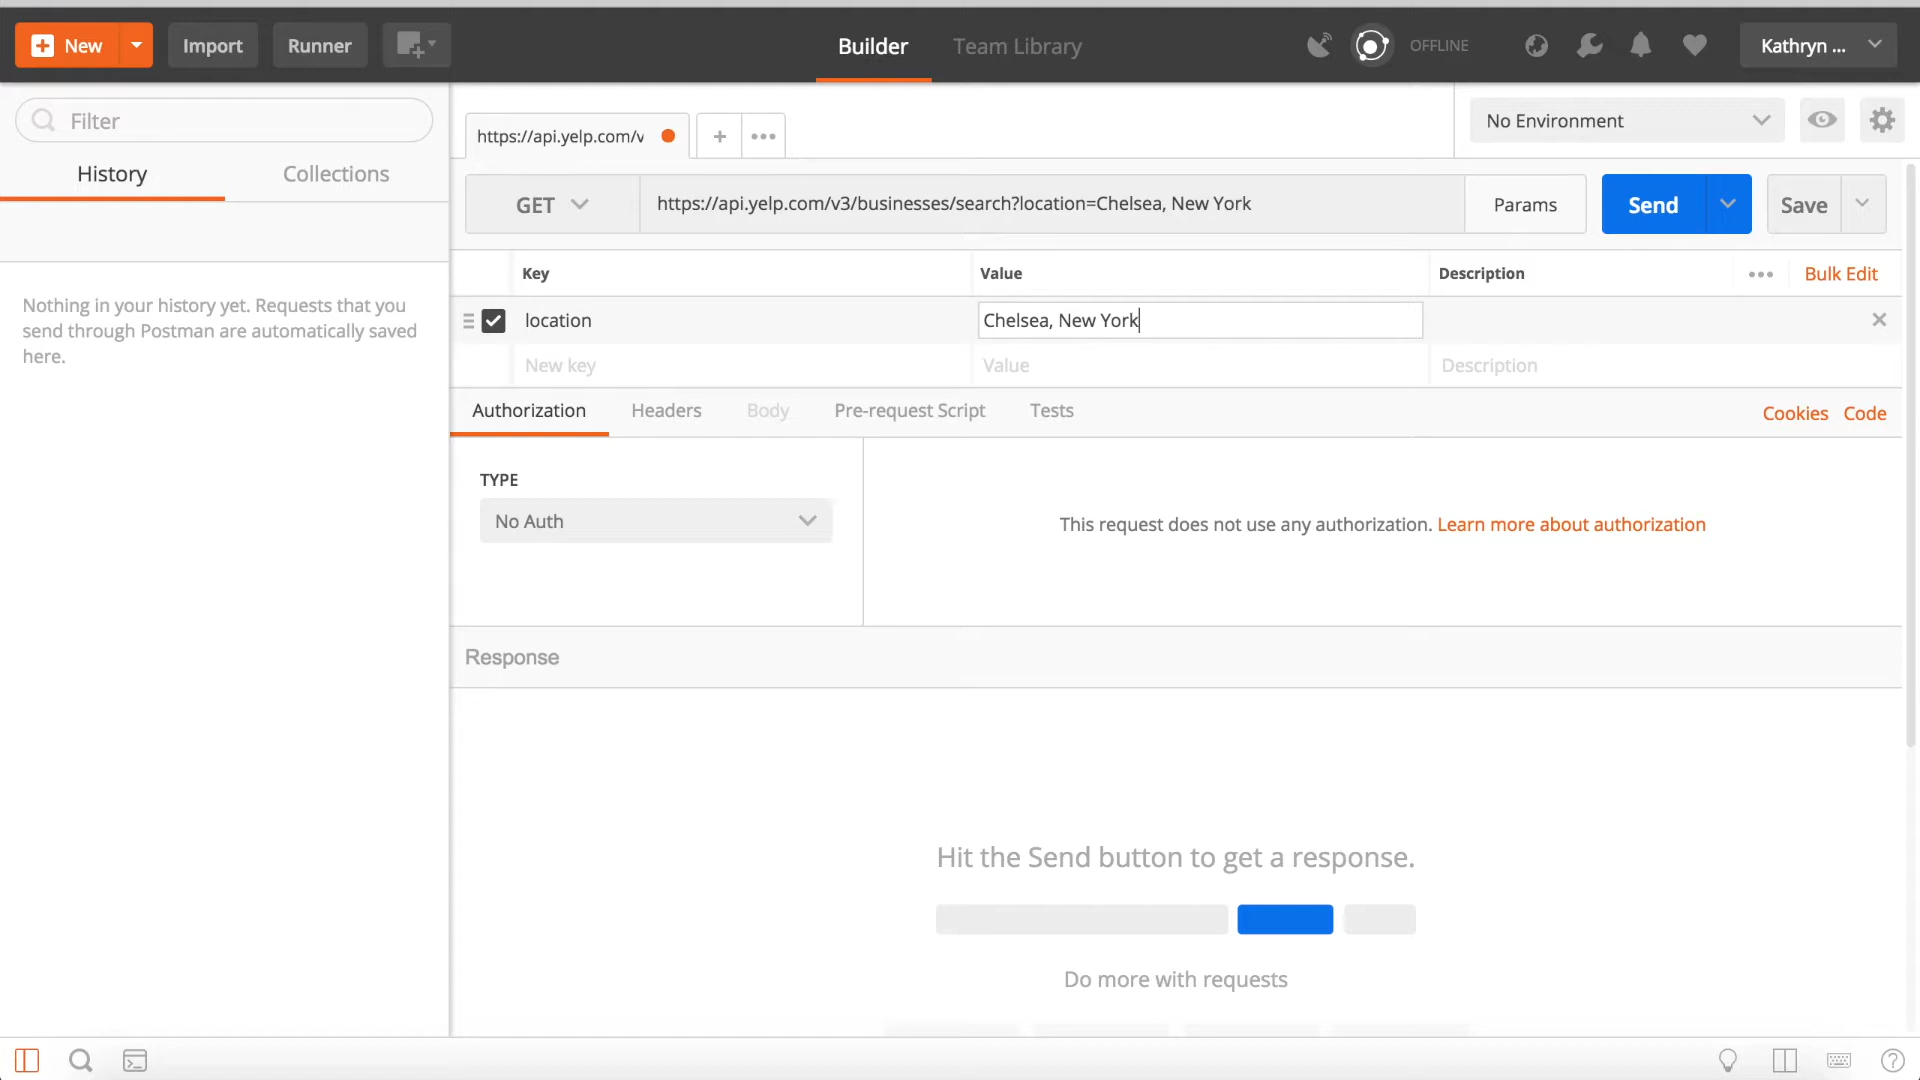 New
Import
Runner
Builder
Team Library
OFFLINE
Kathryn ...
Filter
History
Collections
Nothing in your history yet. Requests that you
send through Postman are automatically saved
here.
https://api.yelp.com/v
No Environment
GET
https://api.yelp.com/v3/businesses/search?location=Chelsea, New York
Params
Send
Save
Key
Value
Description
Bulk Edit
location
Chelsea, New York
New key
Value
Description
Authorization
Headers
Body
Pre-request Script
Tests
Cookies
Code
TYPE
No Auth
This request does not use any authorization. Learn more about authorization
Response
Hit the Send button to get a response.
Do more with requests